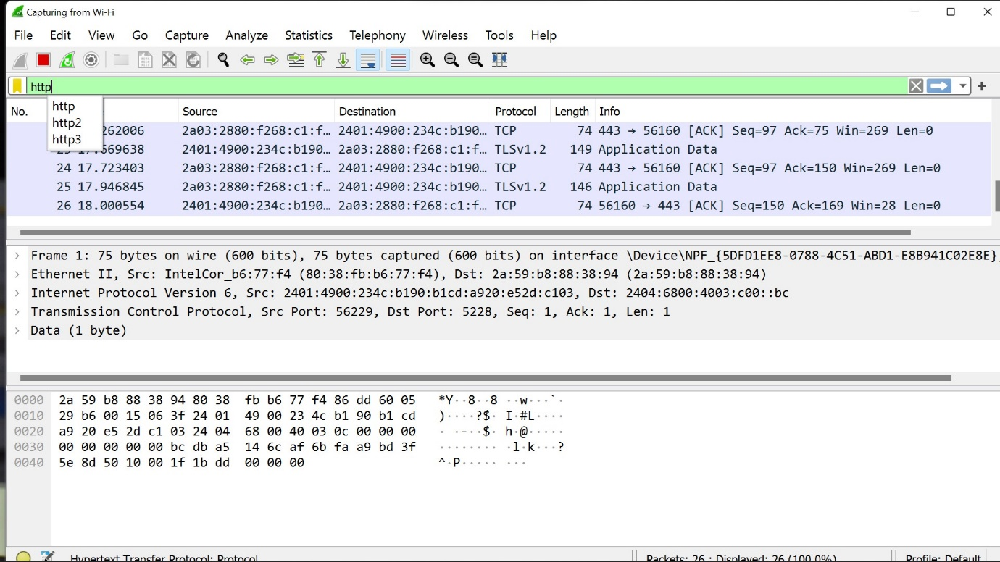 Capturing from Wi-Fi
File Edit View Go Capture Analyze Statistics Telephony Wireless Tools Help
http
http
http2
http3
No. Source Destination Protocol Length Info
262006 2a03:2880:f268:c1:f… 2401:4900:234c:b190… TCP 74 443 → 56160 [ACK] Seq=97 Ack=75 Win=269 Len=0
669638 2401:4900:234c:b190… 2a03:2880:f268:c1:f… TLSv1.2 149 Application Data
24 17.723403 2a03:2880:f268:c1:f… 2401:4900:234c:b190… TCP 74 443 → 56160 [ACK] Seq=97 Ack=150 Win=269 Len=0
25 17.946845 2a03:2880:f268:c1:f… 2401:4900:234c:b190… TLSv1.2 146 Application Data
26 18.000554 2401:4900:234c:b190… 2a03:2880:f268:c1:f… TCP 74 56160 → 443 [ACK] Seq=150 Ack=169 Win=28 Len=0
Frame 1: 75 bytes on wire (600 bits), 75 bytes captured (600 bits) on interface \Device\NPF_{5DFD1EE8-0788-4C51-ABD1-E8B941C02E8E},
Ethernet II, Src: IntelCor_b6:77:f4 (80:38:fb:b6:77:f4), Dst: 2a:59:b8:88:38:94 (2a:59:b8:88:38:94)
Internet Protocol Version 6, Src: 2401:4900:234c:b190:b1cd:a920:e52d:c103, Dst: 2404:6800:4003:c00::bc
Transmission Control Protocol, Src Port: 56229, Dst Port: 5228, Seq: 1, Ack: 1, Len: 1
Data (1 byte)
0000 2a 59 b8 88 38 94 80 38 fb b6 77 f4 86 dd 60 05 *Y··8··8 ··w···`·
0010 29 b6 00 15 06 3f 24 01 49 00 23 4c b1 90 b1 cd )····?$· I·#L····
0020 a9 20 e5 2d c1 03 24 04 68 00 40 03 0c 00 00 00 · ·-··$· h·@·····
0030 00 00 00 00 00 bc db a5 14 6c af 6b fa a9 bd 3f ········ ·l·k···?
0040 5e 8d 50 10 00 1f 1b dd 00 00 00 ^·P····· ···
Hypertext Transfer Protocol: Protocol Packets: 26 · Displayed: 26 (100.0%) Profile: Default